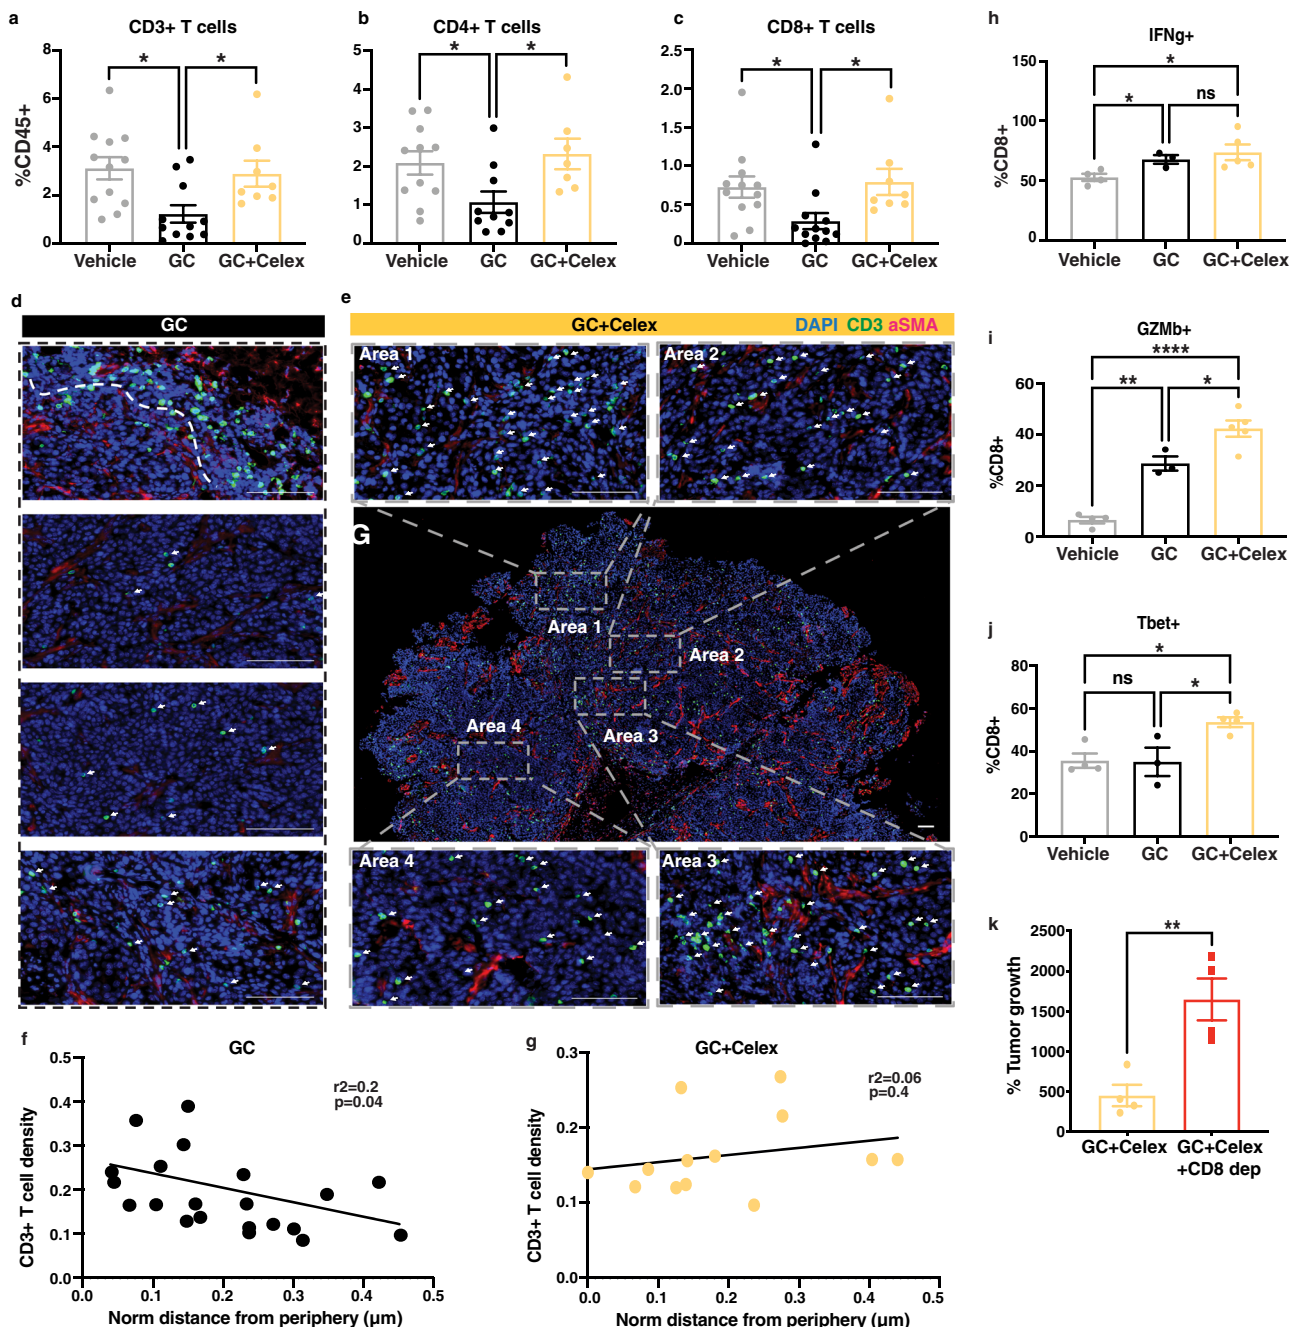 a
CD3+ T cells
%CD45+
8
6
4
2
0
*
*
Vehicle
GC
GC+Celex
b
CD4+ T cells
5
4
3
2
1
0
*
*
Vehicle
GC
GC+Celex
c
CD8+ T cells
2.5
2.0
1.5
1.0
0.5
0
*
*
Vehicle
GC
GC+Celex
h
IFNg+
%CD8+
150
100
50
0
*
*
ns
Vehicle
GC
GC+Celex
d
GC
e
GC+Celex
DAPI CD3 aSMA
Area 1
Area 2
G
Area 1
Area 2
Area 3
Area 4
Area 4
Area 3
i
GZMb+
%CD8+
60
40
20
0
****
**
*
Vehicle
GC
GC+Celex
j
Tbet+
%CD8+
80
60
40
20
0
*
ns
*
Vehicle
GC
GC+Celex
f
GC
r2=0.2
p=0.04
CD3+ T cell density
0.5
0.4
0.3
0.2
0.1
0.0
0.0 0.1 0.2 0.3 0.4 0.5
Norm distance from periphery (μm)
g
GC+Celex
r2=0.06
p=0.4
CD3+ T cell density
0.3
0.2
0.1
0.0
0.0 0.1 0.2 0.3 0.4 0.5
Norm distance from periphery (μm)
k
% Tumor growth
2500
2000
1500
1000
500
0
**
GC+Celex
GC+Celex
+CD8 dep